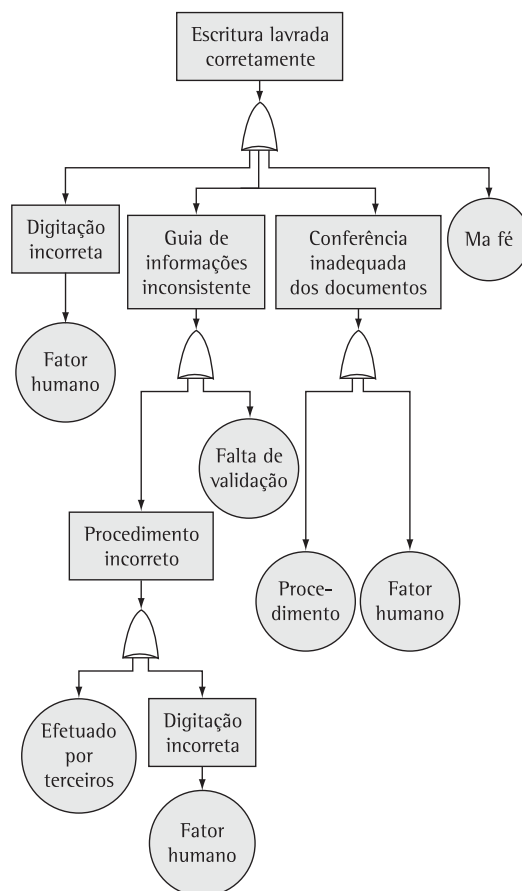 Escritura lavrada
corretamente
Digitação
incorreta
Guia de
informações
inconsistente
Conferência
inadequada
dos documentos
Ma fé
Fator
humano
Falta de
validação
Procedimento
incorreto
Proce-
dimento
Fator
humano
Efetuado
por
terceiros
Digitação
incorreta
Fator
humano